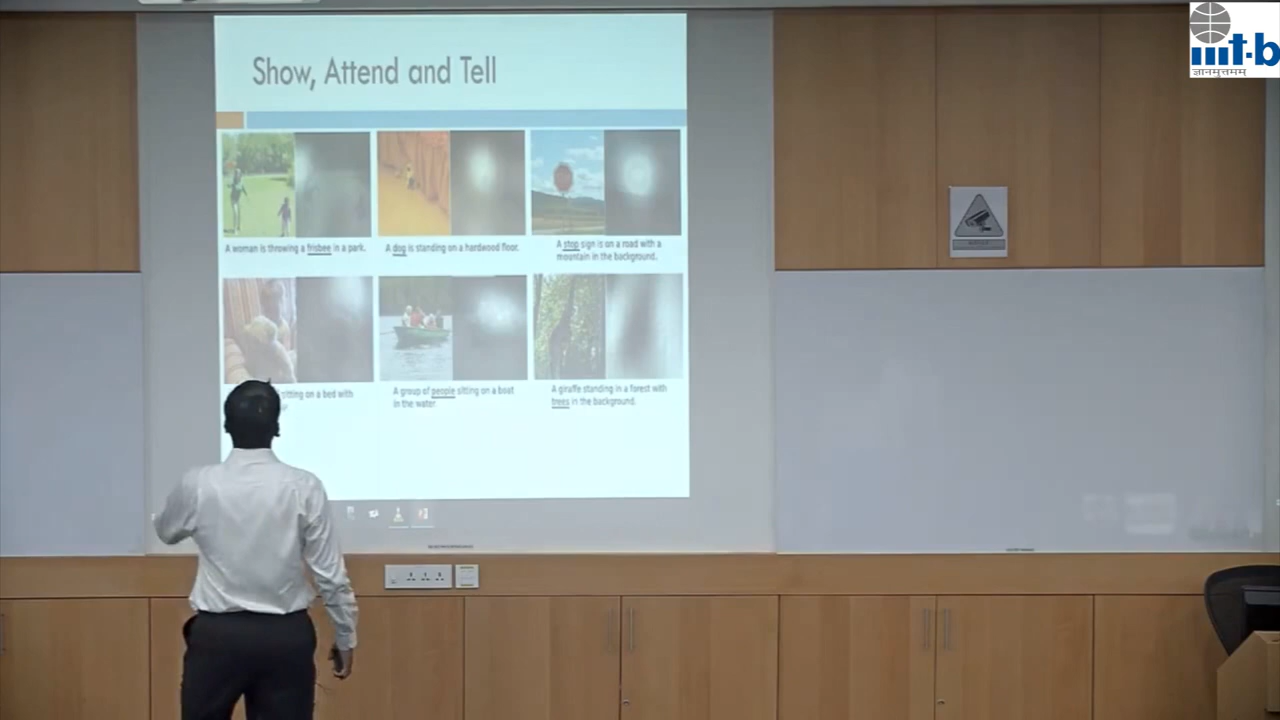 iiit-b
ज्ञानमुत्तमम्
Show, Attend and Tell
A woman is throwing a frisbee in a park.
A dog is standing on a hardwood floor.
A stop sign is on a road with a
mountain in the background.
sitting on a bed with
A group of people sitting on a boat
in the water
A giraffe standing in a forest with
trees in the background.